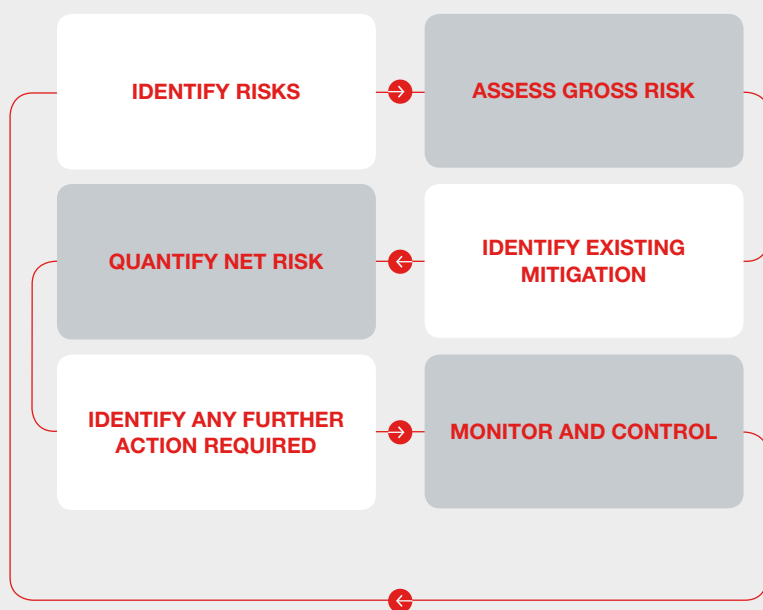 IDENTIFY RISKS
ASSESS GROSS RISK
QUANTIFY NET RISK
IDENTIFY EXISTING
MITIGATION
IDENTIFY ANY FURTHER
ACTION REQUIRED
MONITOR AND CONTROL